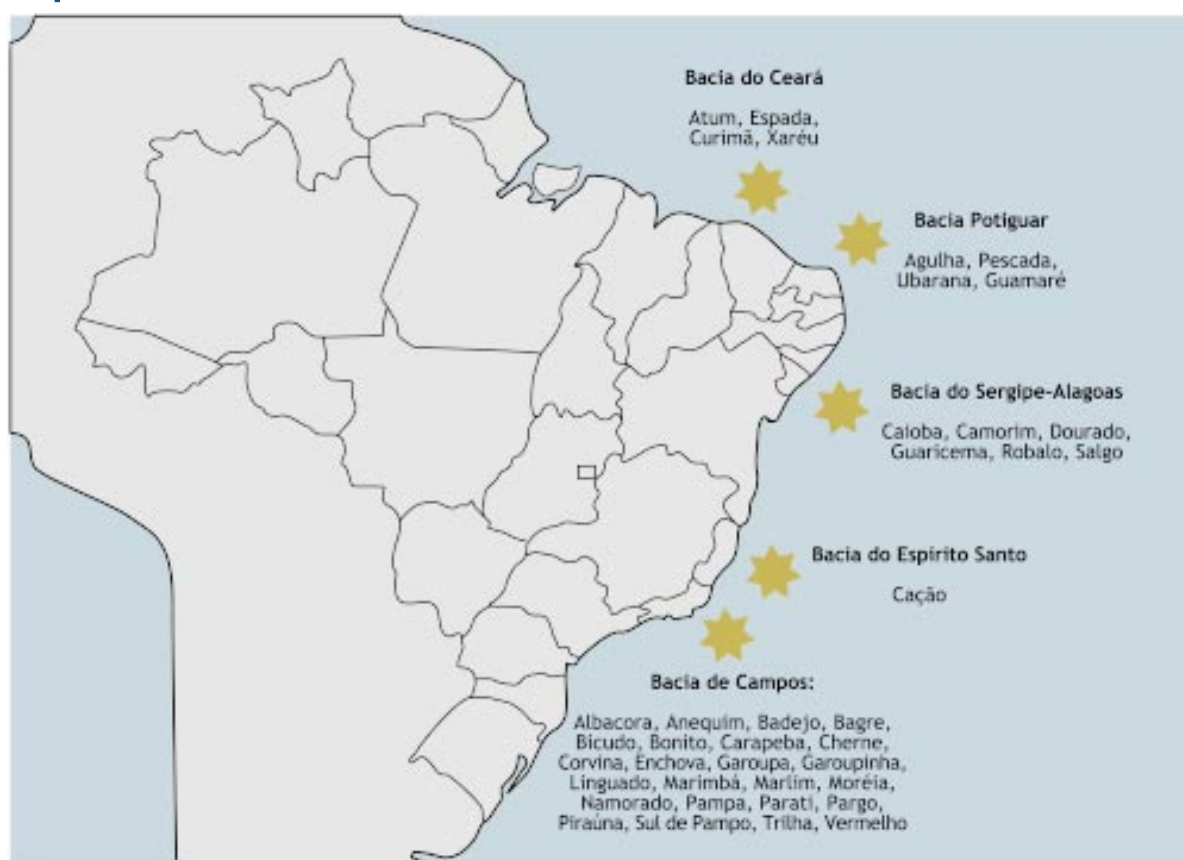 Bacia do Ceará
Atum, Espada,
Curimã, Xaréu
Bacia Potiguar
Agulha, Pescada,
Ubarana, Guamaré
Bacia do Sergipe-Alagoas
Caioba, Camorim, Dourado,
Guaricema, Robalo, Salgo
Bacia do Espírito Santo
Cação
Bacia de Campos:
Albacora, Anequim, Badejo, Bagre,
Bicudo, Bonito, Carapeba, Cherne,
Corvina, Enchova, Garoupa, Garoupinha,
Linguado, Marimbá, Marlim, Moréia,
Namorado, Pampa, Parati, Pargo,
Piraúna, Sul de Pampo, Trilha, Vermelho